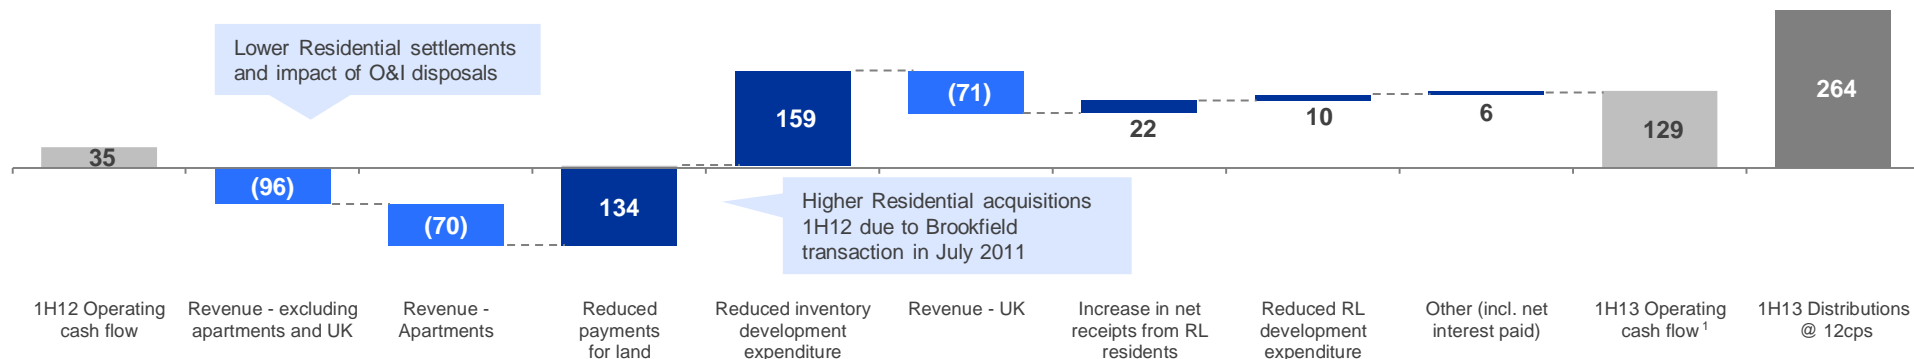 Lower Residential settlements
and impact of O&I disposals
35
(96)
(70)
134
159
(71)
22
10
6
129
264
Higher Residential acquisitions
1H12 due to Brookfield
transaction in July 2011
1H12 Operating
cash flow
Revenue - excluding
apartments and UK
Revenue -
Apartments
Reduced
payments
for land
Reduced inventory
development
expenditure
Revenue - UK
Increase in net
receipts from RL
residents
Reduced RL
development
expenditure
Other (incl. net
interest paid)
1H13 Operating
cash flow 1
1H13 Distributions
@ 12cps